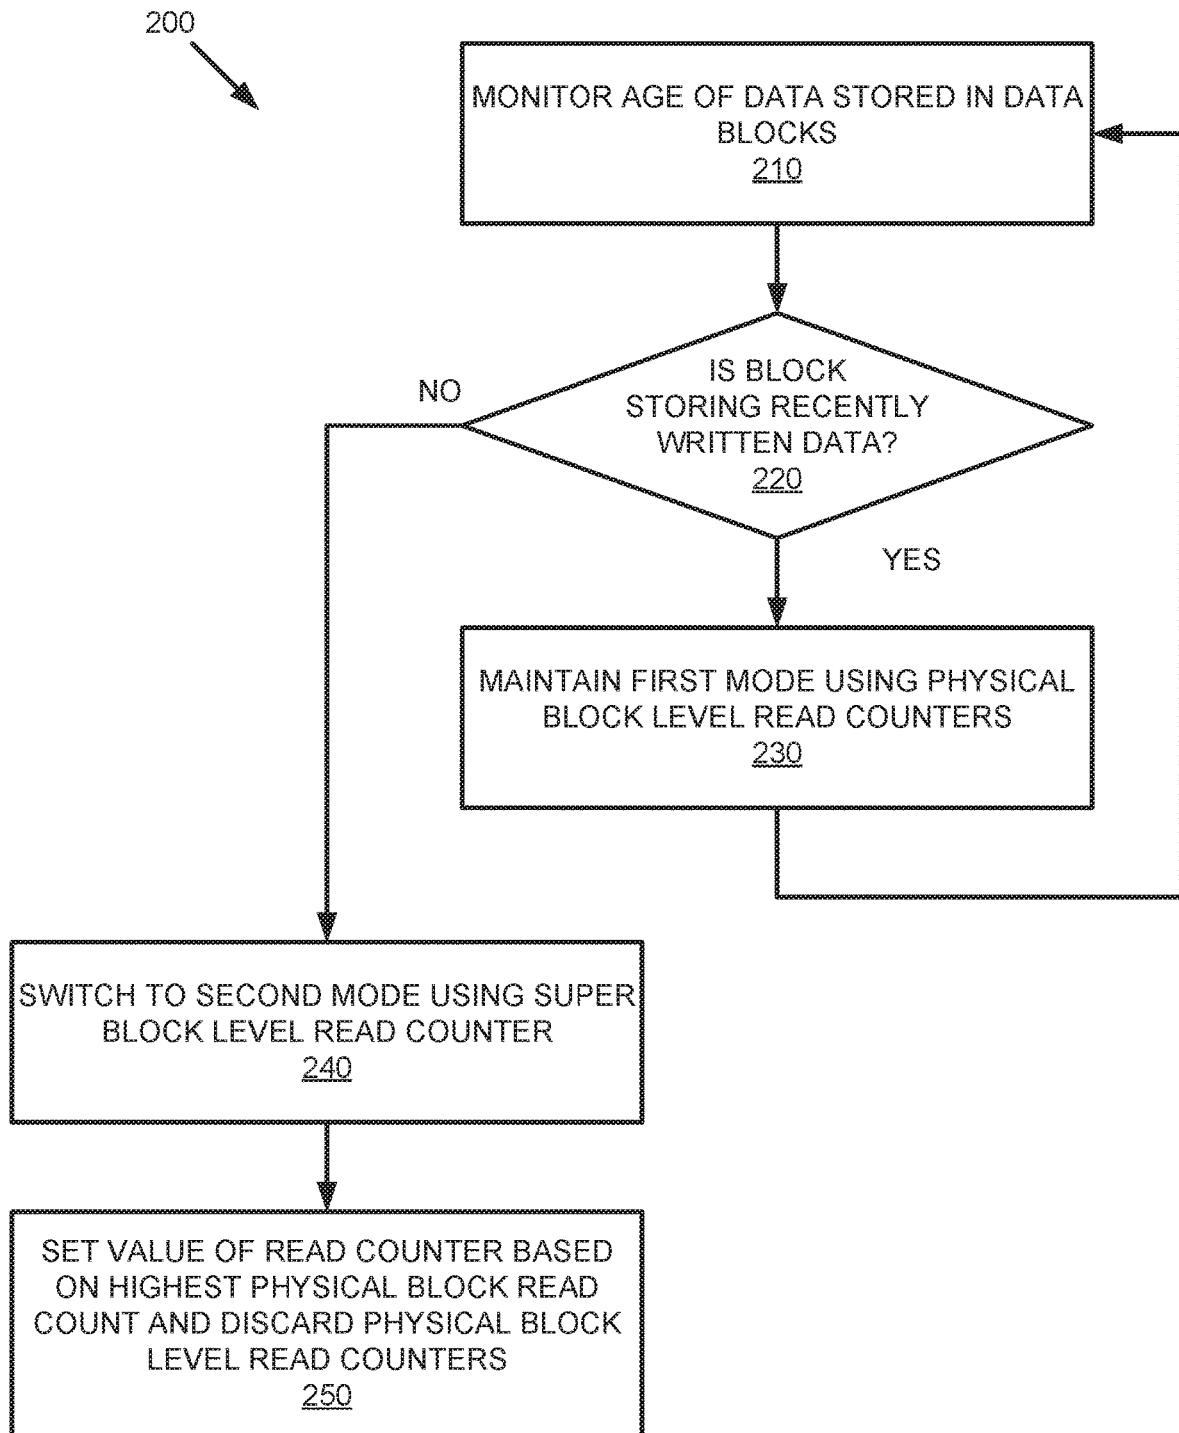 200
MONITOR AGE OF DATA STORED IN DATA
BLOCKS
210
IS BLOCK
STORING RECENTLY
WRITTEN DATA?
220
NO
YES
MAINTAIN FIRST MODE USING PHYSICAL
BLOCK LEVEL READ COUNTERS
230
SWITCH TO SECOND MODE USING SUPER
BLOCK LEVEL READ COUNTER
240
SET VALUE OF READ COUNTER BASED
ON HIGHEST PHYSICAL BLOCK READ
COUNT AND DISCARD PHYSICAL BLOCK
LEVEL READ COUNTERS
250